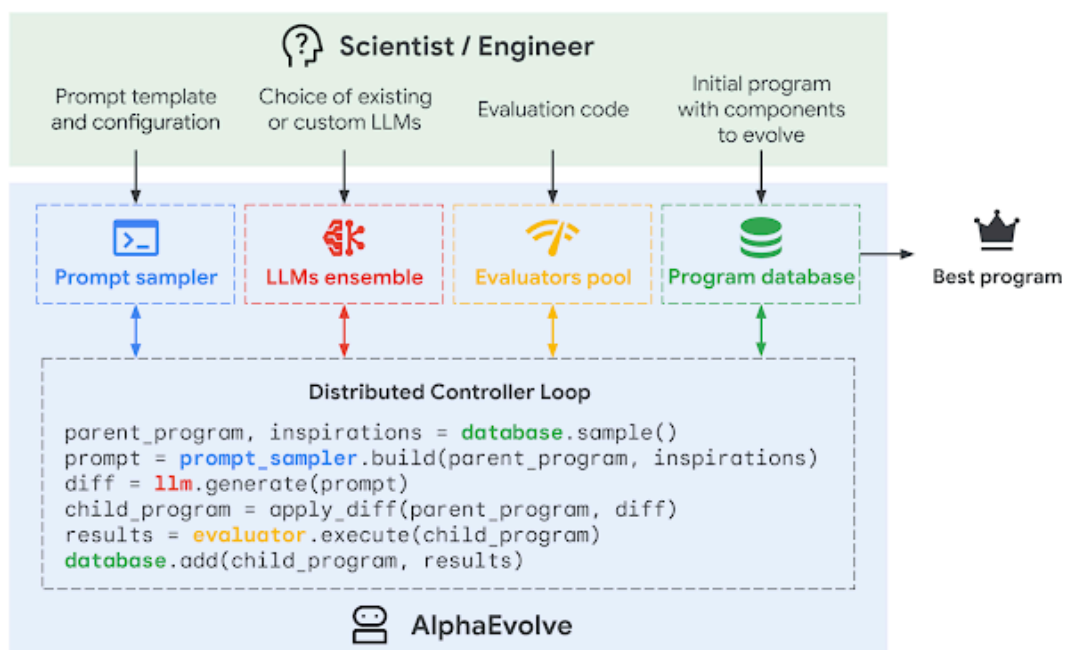 Scientist / Engineer
Prompt template
and configuration
Choice of existing
or custom LLMs
Evaluation code
Initial program
with components
to evolve
Prompt sampler
LLMs ensemble
Evaluators pool
Program database
Best program
Distributed Controller Loop
parent_program, inspirations = database.sample()
prompt = prompt_sampler.build(parent_program, inspirations)
diff = llm.generate(prompt)
child_program = apply_diff(parent_program, diff)
results = evaluator.execute(child_program)
database.add(child_program, results)
AlphaEvolve